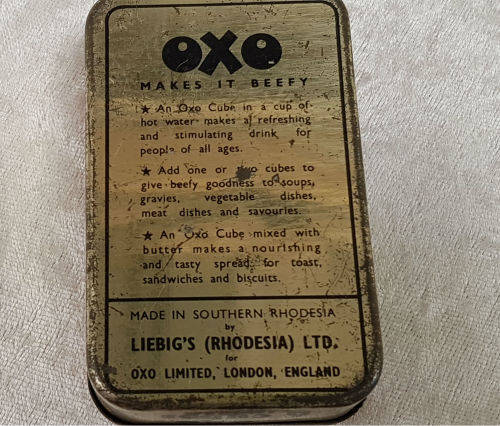 OXO
MAKES IT BEEFY
★ An Oxo Cube in a cup of
hot water makes a refreshing
and stimulating drink for
people of all ages.
★ Add one or two cubes to
give beefy goodness to soups,
gravies, vegetable dishes,
meat dishes and savouries.
★ An Oxo Cube mixed with
butter makes a nourishing
and tasty spread for toast,
sandwiches and biscuits.
MADE IN SOUTHERN RHODESIA
by
LIEBIG'S (RHODESIA) LTD.
for
OXO LIMITED, LONDON, ENGLAND